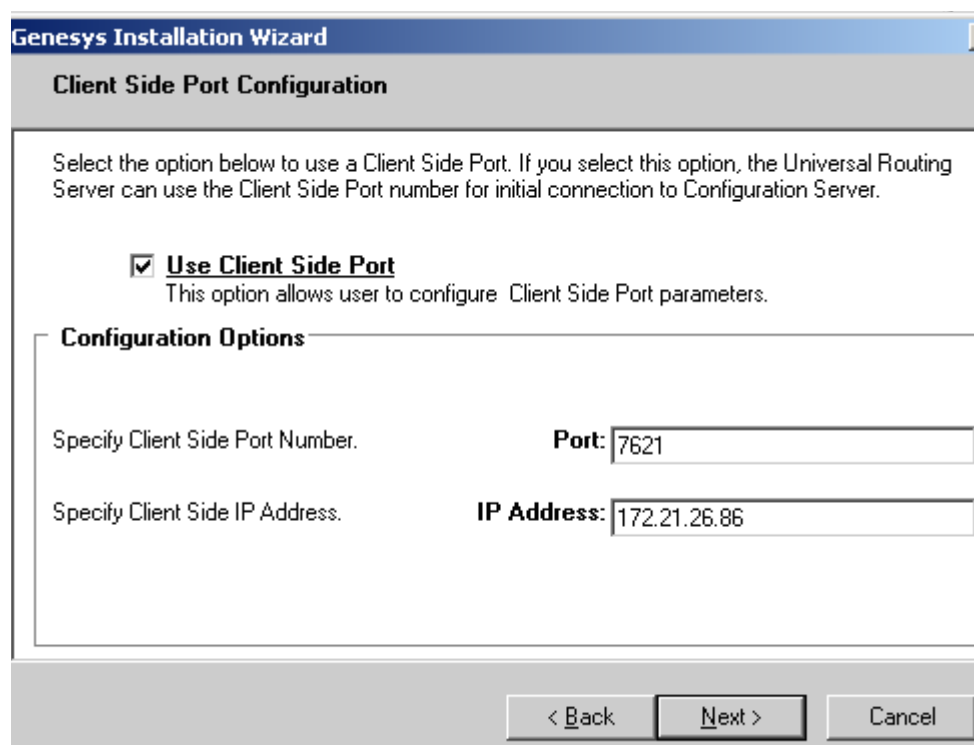 Genesys Installation Wizard
Client Side Port Configuration
Select the option below to use a Client Side Port. If you select this option, the Universal Routing
Server can use the Client Side Port number for initial connection to Configuration Server.
Use Client Side Port
This option allows user to configure Client Side Port parameters.
Configuration Options
Specify Client Side Port Number. Port: 7621
Specify Client Side IP Address. IP Address: 172.21.26.86
< Back Next > Cancel